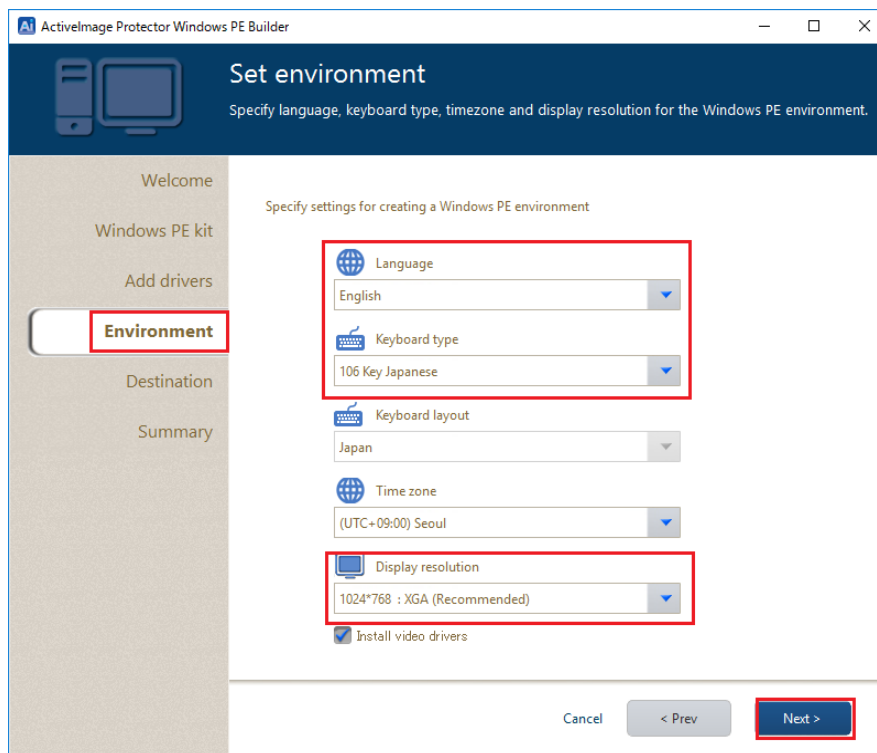 ActiveImage Protector Windows PE Builder
Set environment
Specify language, keyboard type, timezone and display resolution for the Windows PE environment.
Welcome
Windows PE kit
Add drivers
Environment
Destination
Summary
Specify settings for creating a Windows PE environment
Language
English
Keyboard type
106 Key Japanese
Keyboard layout
Japan
Time zone
(UTC+09:00) Seoul
Display resolution
1024*768 : XGA (Recommended)
Install video drivers
Cancel
< Prev
Next >